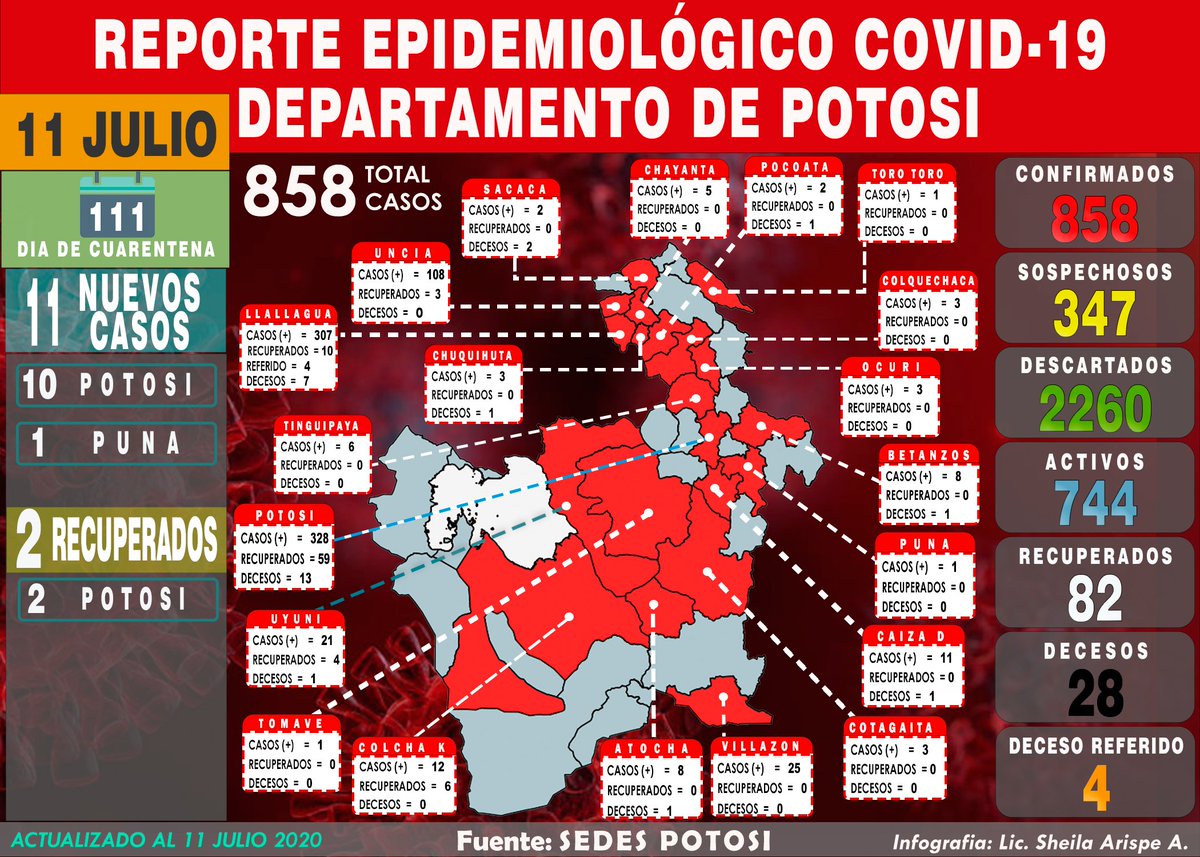 REPORTE EPIDEMIOLÓGICO COVID-19
DEPARTAMENTO DE POTOSI
11 JULIO
111
DIA DE CUARENTENA
11 NUEVOS CASOS
10 POTOSI
1 PUNA
2 RECUPERADOS
2 POTOSI
858 TOTAL CASOS
SACACA
CASOS (+) = 2
RECUPERADOS =0
DECESOS = 2
CHAYANTA
CASOS (+) = 5
RECUPERADOS =0
DECESOS = 0
POCOATA
CASOS (+) = 2
RECUPERADOS =0
DECESOS = 1
TORO TORO
CASOS (+) = 1
RECUPERADOS =0
DECESOS = 0
UNCIA
CASOS (+) = 108
RECUPERADOS = 3
DECESOS = 0
COLQUECHACA
CASOS (+) = 3
RECUPERADOS =0
DECESOS = 0
LLALLAGUA
CASOS (+) = 307
RECUPERADOS =10
REFERIDO = 4
DECESOS = 7
CHUQUIHUTA
CASOS (+) = 3
RECUPERADOS =0
DECESOS = 1
OCURI
CASOS (+) = 3
RECUPERADOS =0
DECESOS = 0
TINGUIPAYA
CASOS (+) = 6
RECUPERADOS =0
DECESOS = 0
BETANZOS
CASOS (+) = 8
RECUPERADOS =0
DECESOS = 1
POTOSI
CASOS (+) = 328
RECUPERADOS =59
DECESOS = 13
PUNA
CASOS (+) = 1
RECUPERADOS =0
DECESOS = 0
UYUNI
CASOS (+) = 21
RECUPERADOS = 4
DECESOS = 1
CAIZA D
CASOS (+) = 11
RECUPERADOS =0
DECESOS = 1
TOMAVE
CASOS (+) = 1
RECUPERADOS =0
DECESOS = 0
COLCHA K
CASOS (+) = 12
RECUPERADOS = 6
DECESOS = 0
ATOCHA
CASOS (+) = 8
RECUPERADOS =0
DECESOS = 1
VILLAZON
CASOS (+) = 25
RECUPERADOS = 0
DECESOS = 0
COTAGAITA
CASOS (+) = 3
RECUPERADOS =0
DECESOS = 0
CONFIRMADOS
858
SOSPECHOSOS
347
DESCARTADOS
2260
ACTIVOS
744
RECUPERADOS
82
DECESOS
28
DECESO REFERIDO
4
ACTUALIZADO AL 11 JULIO 2020
Fuente: SEDES POTOSI
Infografia: Lic. Sheila Arispe A.